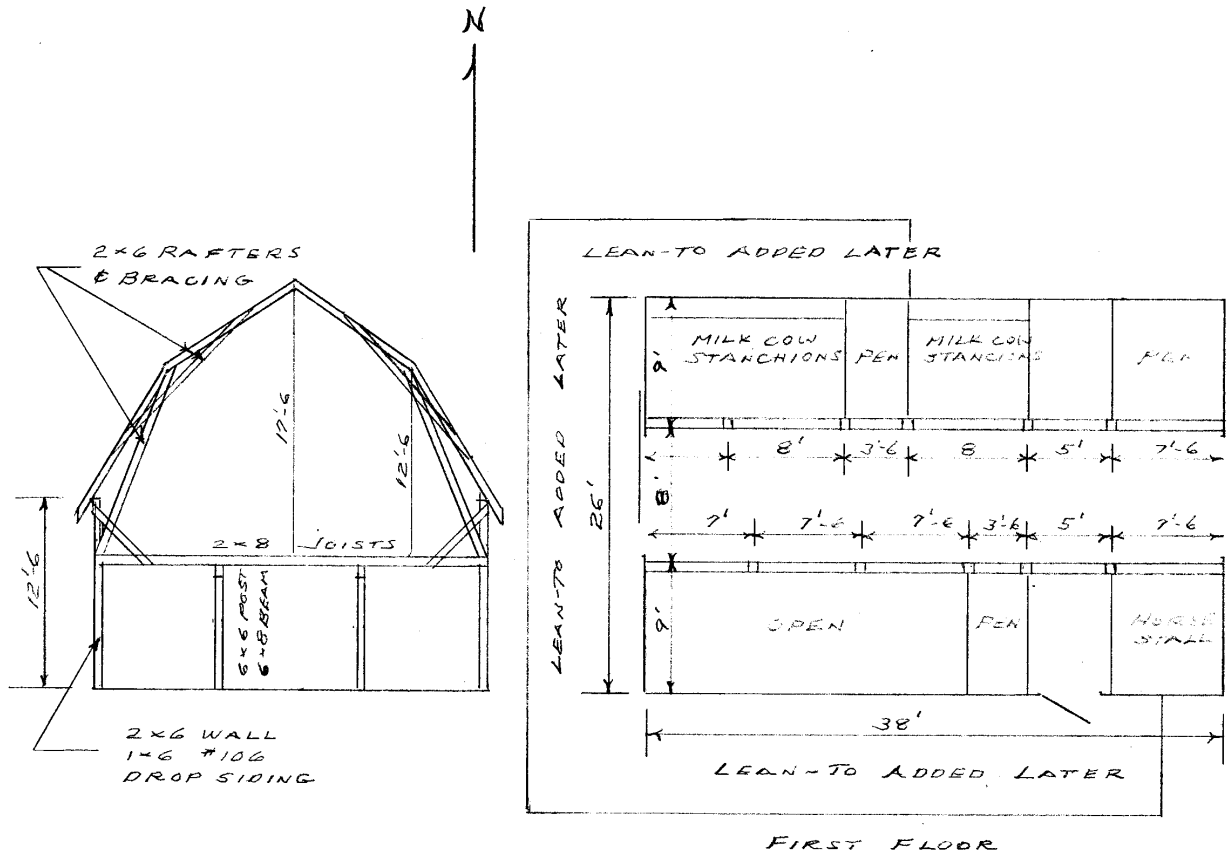 N
2×6 RAFTERS
& BRACING
17'-6
12'-6
12'-6
2×8 JOISTS
6×6 POST
6×8 BEAM
2×6 WALL
1×6 #106
DROP SIDING
LEAN-TO ADDED LATER
LEAN-TO ADDED LATER
26'
9'
8'
9'
MILK COW
STANCHIONS
PEN
MILK COW
STANCIONS
PEN
8'
3'-6
8
5'
7'-6
7'
7'-6
7'-6
3'-6
5'
7'-6
OPEN
PEN
HORSE
STALL
38'
LEAN-TO ADDED LATER
FIRST FLOOR